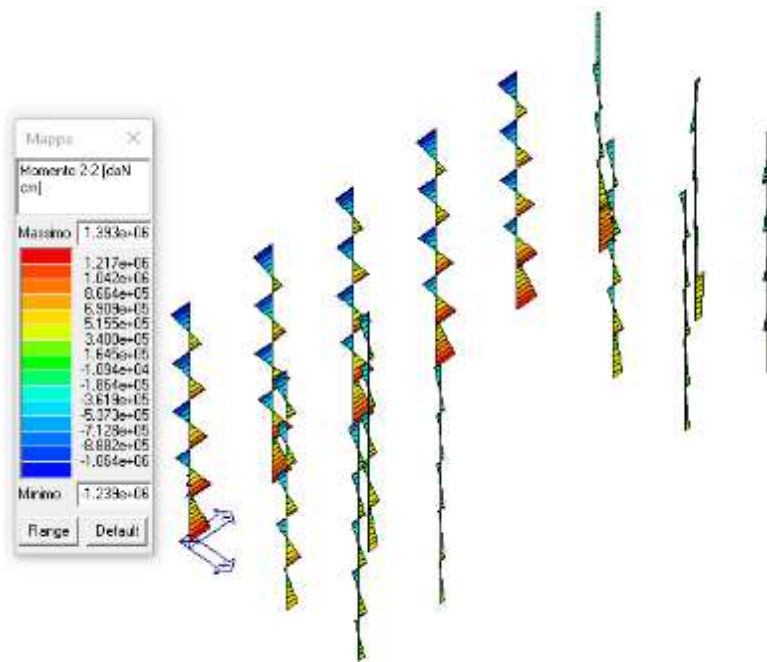 Mappa
Momento 2-2 [daN
cm]
Massimo 1.393e+06
1.217e+06
1.042e+06
8.664e+05
6.909e+05
5.155e+05
3.400e+05
1.645e+05
-1.094e+04
-1.864e+05
-3.619e+05
-5.373e+05
-7.128e+05
-8.882e+05
-1.064e+06
Minimo -1.239e+06
Range Default